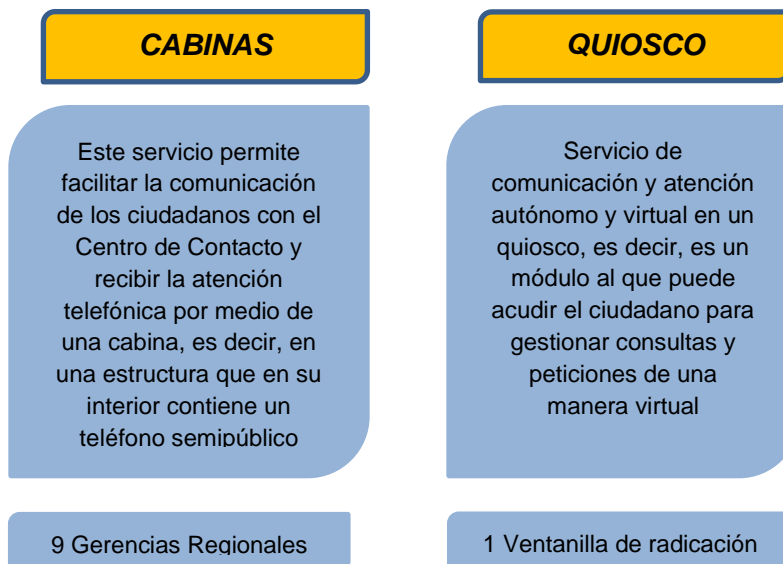 CABINAS
Este servicio permite
facilitar la comunicación
de los ciudadanos con el
Centro de Contacto y
recibir la atención
telefónica por medio de
una cabina, es decir, en
una estructura que en su
interior contiene un
teléfono semipúblico
9 Gerencias Regionales
QUIOSCO
Servicio de
comunicación y atención
autónomo y virtual en un
quiosco, es decir, es un
módulo al que puede
acudir el ciudadano para
gestionar consultas y
peticiones de una
manera virtual
1 Ventanilla de radicación